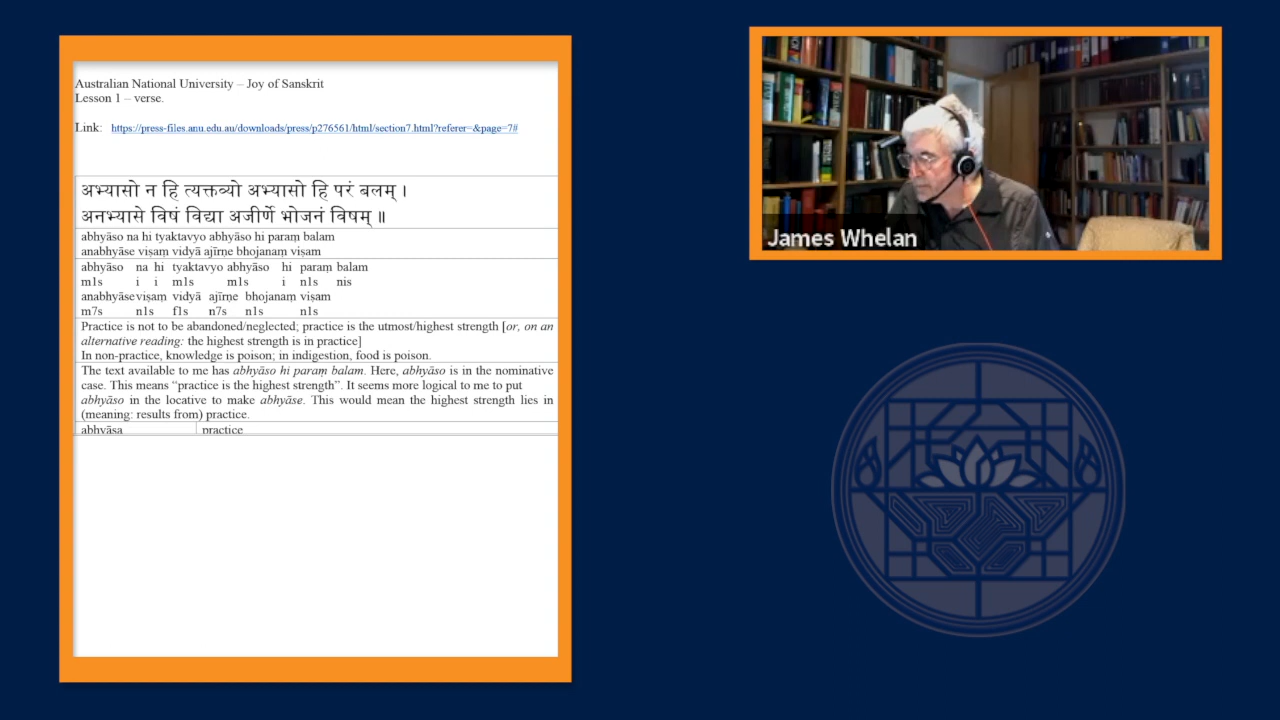 Australian National University – Joy of Sanskrit
Lesson 1 – verse.
Link: https://press-files.anu.edu.au/downloads/press/p276561/html/section7.html?referer=&page=7#
अभ्यासो न हि त्यक्तव्यो अभ्यासो हि परं बलम् ।
अनभ्यासे विषं विद्या अजीर्णे भोजनं विषम् ॥
abhyāso na hi tyaktavyo abhyāso hi paraṃ balam
anabhyāse viṣaṃ vidyā ajīrṇe bhojanaṃ viṣam
abhyāso na hi tyaktavyo abhyāso hi paraṃ balam
m1s i i m1s m1s i n1s nis
anabhyāse viṣaṃ vidyā ajīrṇe bhojanaṃ viṣam
m7s n1s f1s n7s n1s n1s
Practice is not to be abandoned/neglected; practice is the utmost/highest strength [or, on an
alternative reading: the highest strength is in practice]
In non-practice, knowledge is poison; in indigestion, food is poison.
The text available to me has abhyāso hi paraṃ balam. Here, abhyāso is in the nominative
case. This means “practice is the highest strength”. It seems more logical to me to put
abhyāso in the locative to make abhyāse. This would mean the highest strength lies in
(meaning: results from) practice.
abhyāsa practice
James Whelan